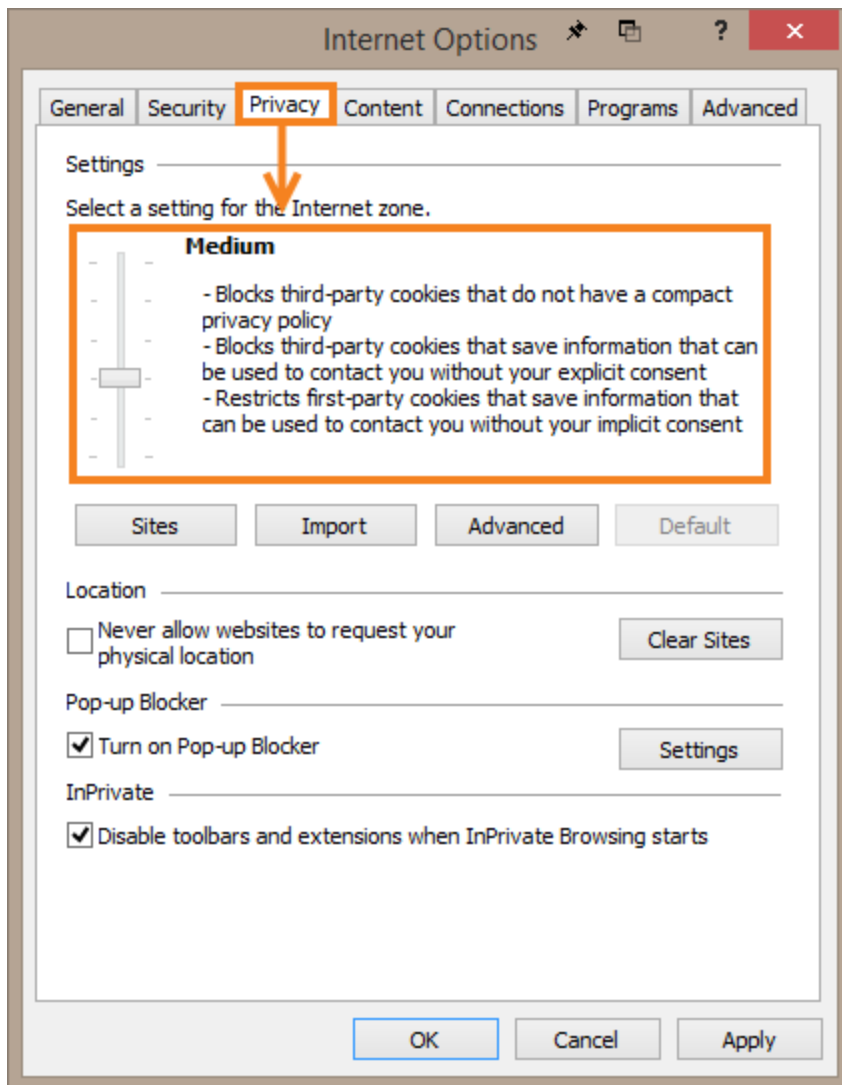 Internet Options ?
General Security Privacy Content Connections Programs Advanced
Settings
Select a setting for the Internet zone.
Medium
- Blocks third-party cookies that do not have a compact
privacy policy
- Blocks third-party cookies that save information that can
be used to contact you without your explicit consent
- Restricts first-party cookies that save information that
can be used to contact you without your implicit consent
Sites Import Advanced Default
Location
Never allow websites to request your
physical location
Clear Sites
Pop-up Blocker
Turn on Pop-up Blocker Settings
InPrivate
Disable toolbars and extensions when InPrivate Browsing starts
OK Cancel Apply